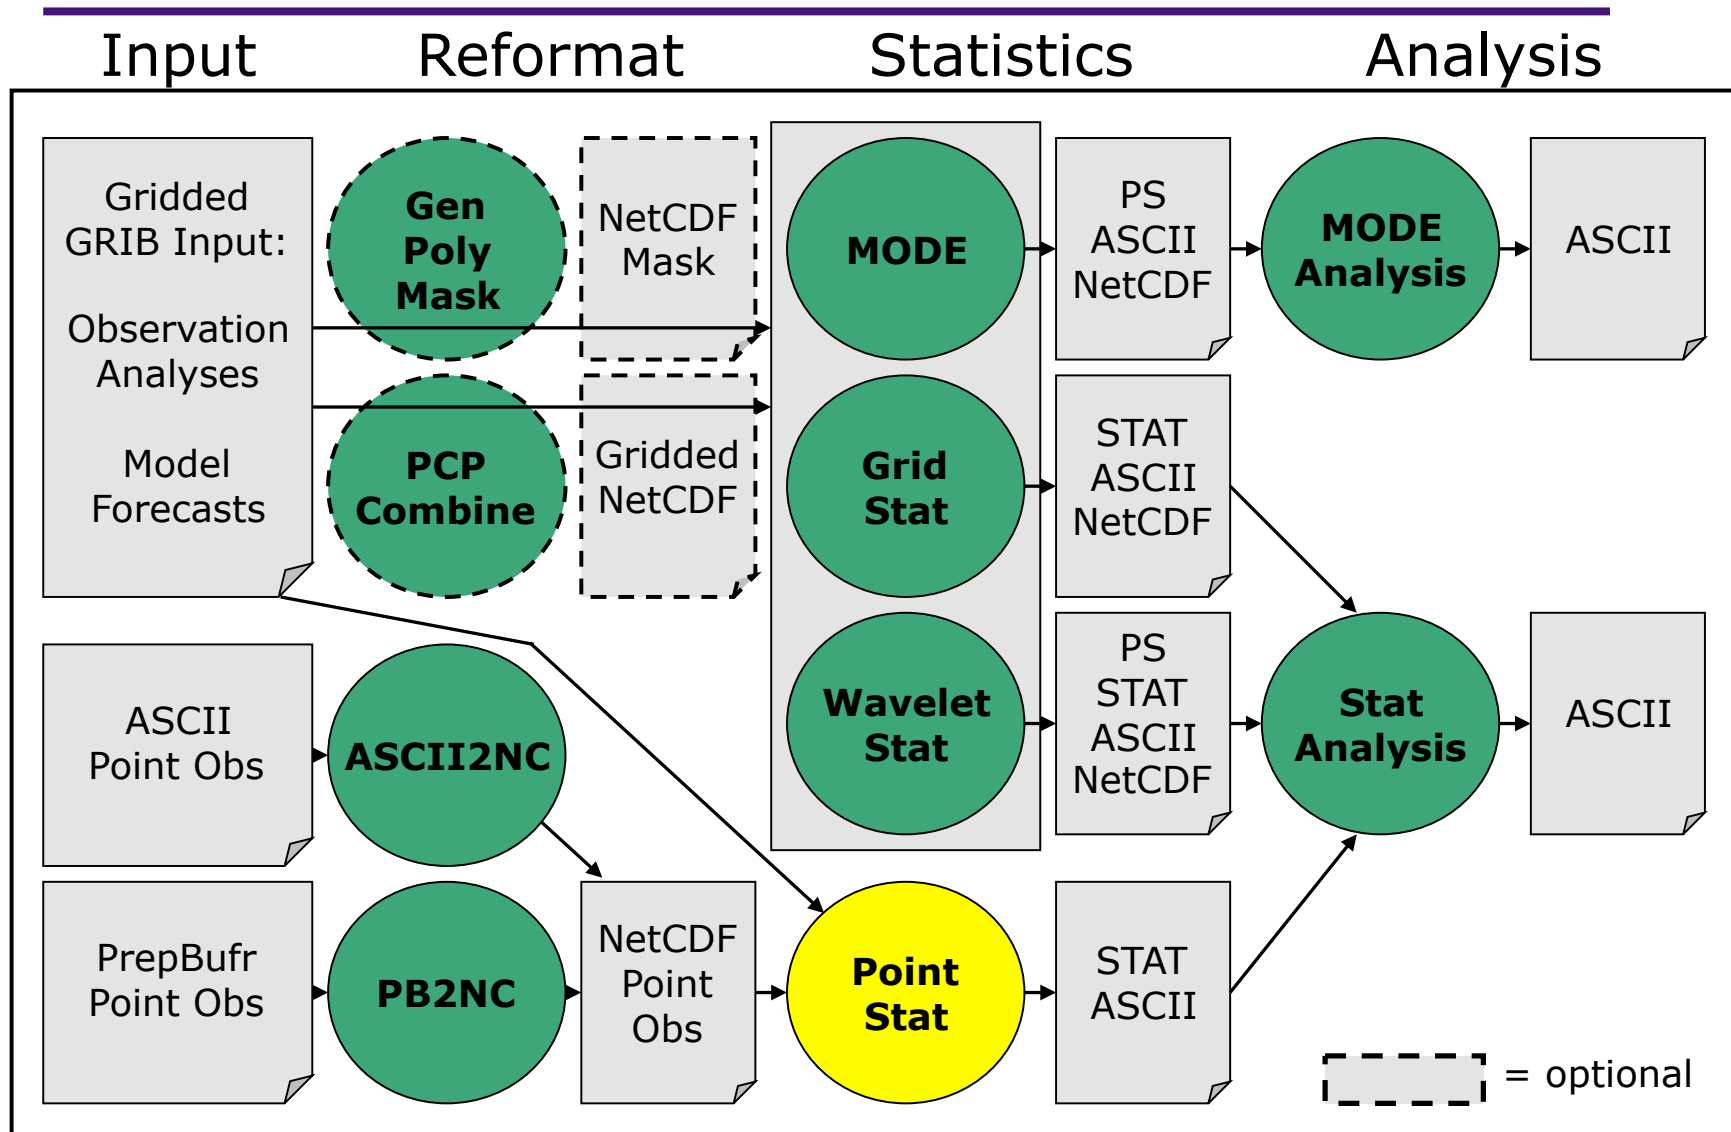 Input
Reformat
Statistics
Analysis
Gridded
GRIB Input:
Observation
Analyses
Model
Forecasts
Gen
Poly
Mask
NetCDF
Mask
MODE
PS
ASCII
NetCDF
MODE
Analysis
ASCII
PCP
Combine
Gridded
NetCDF
Grid
Stat
STAT
ASCII
NetCDF
ASCII
Point Obs
ASCII2NC
Wavelet
Stat
PS
STAT
ASCII
NetCDF
Stat
Analysis
ASCII
PrepBufr
Point Obs
PB2NC
NetCDF
Point
Obs
Point
Stat
STAT
ASCII
= optional